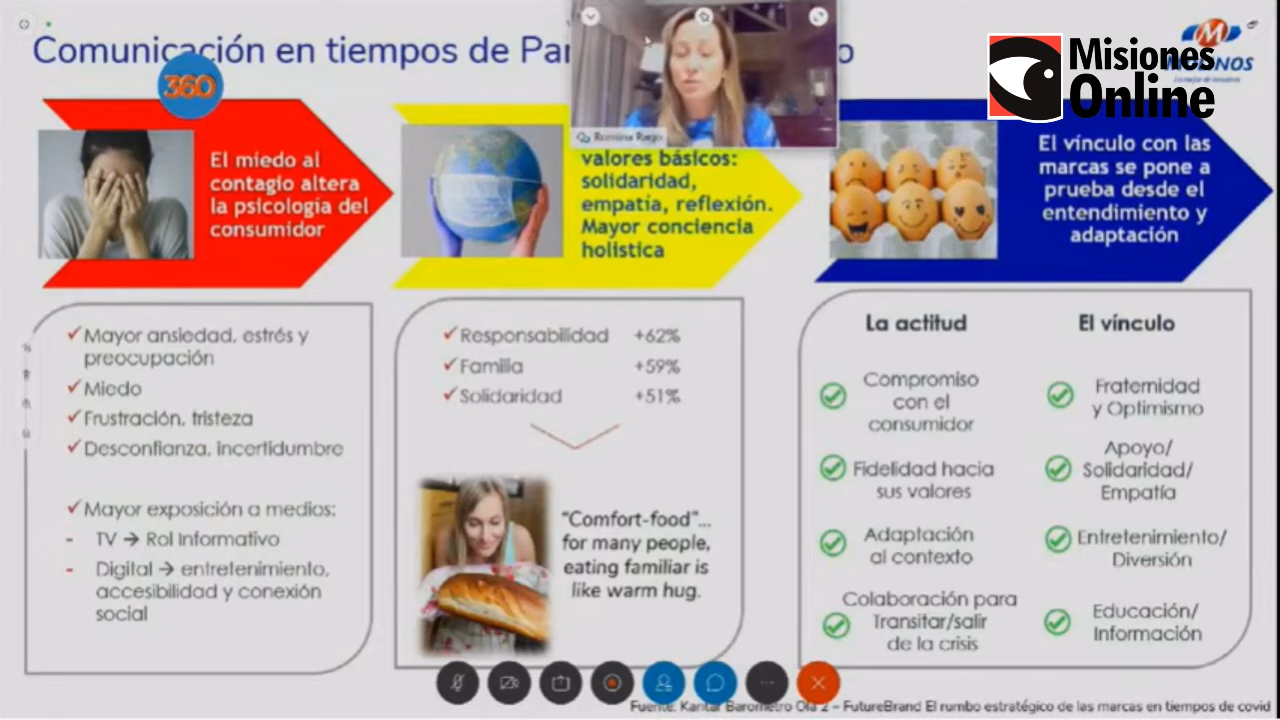 Comunicación en tiempos de
360
Misiones
Online
El miedo al
contagio altera
la psicología del
consumidor
Romina Rego
valores básicos:
solidaridad,
empatía, reflexión.
Mayor conciencia
holistica
El vínculo con las
marcas se pone a
prueba desde el
entendimiento y
adaptación
Mayor ansiedad, estrés y
preocupación
Miedo
Frustración, tristeza
Desconfianza, incertidumbre
Mayor exposición a medios:
- TV → Rol Informativo
- Digital → entretenimiento,
accesibilidad y conexión
social
Responsabilidad +62%
Familia +59%
Solidaridad +51%
"Comfort-food"...
for many people,
eating familiar is
like warm hug.
La actitud
Compromiso
con el
consumidor
Fidelidad hacia
sus valores
Adaptación
al contexto
Colaboración para
Transitar/salir
de la crisis
El vínculo
Fraternidad
y Optimismo
Apoyo/
Solidaridad/
Empatía
Entretenimiento/
Diversión
Educación/
Información
Fuente: Kantar Barometro Ola 2 – FutureBrand El rumbo estratégico de las marcas en tiempos de covid